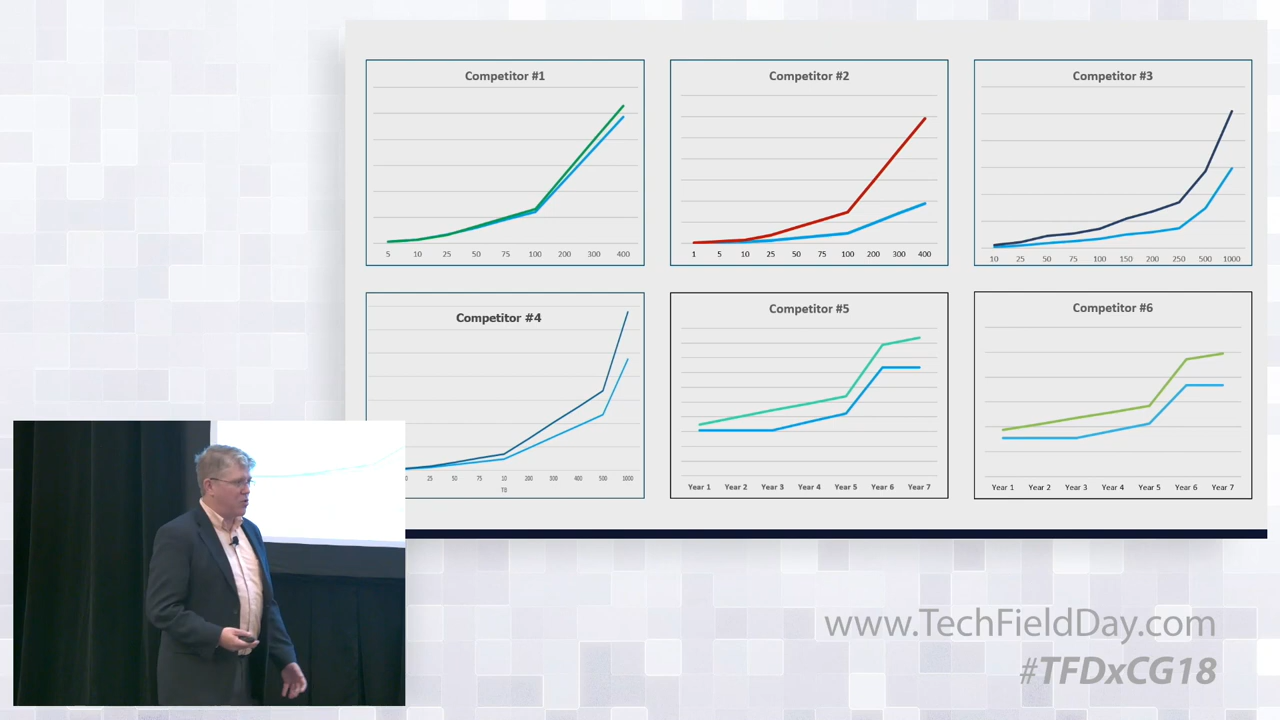 Competitor #1
5 10 25 50 75 100 200 300 400
Competitor #2
1 5 10 25 50 75 100 200 300 400
Competitor #3
10 25 50 75 100 150 200 250 500 1000
Competitor #4
25 50 75 10 200 300 400 500 1000
TB
Competitor #5
Year 1 Year 2 Year 3 Year 4 Year 5 Year 6 Year 7
Competitor #6
Year 1 Year 2 Year 3 Year 4 Year 5 Year 6 Year 7
www.TechFieldDay.com
#TFDxCG18